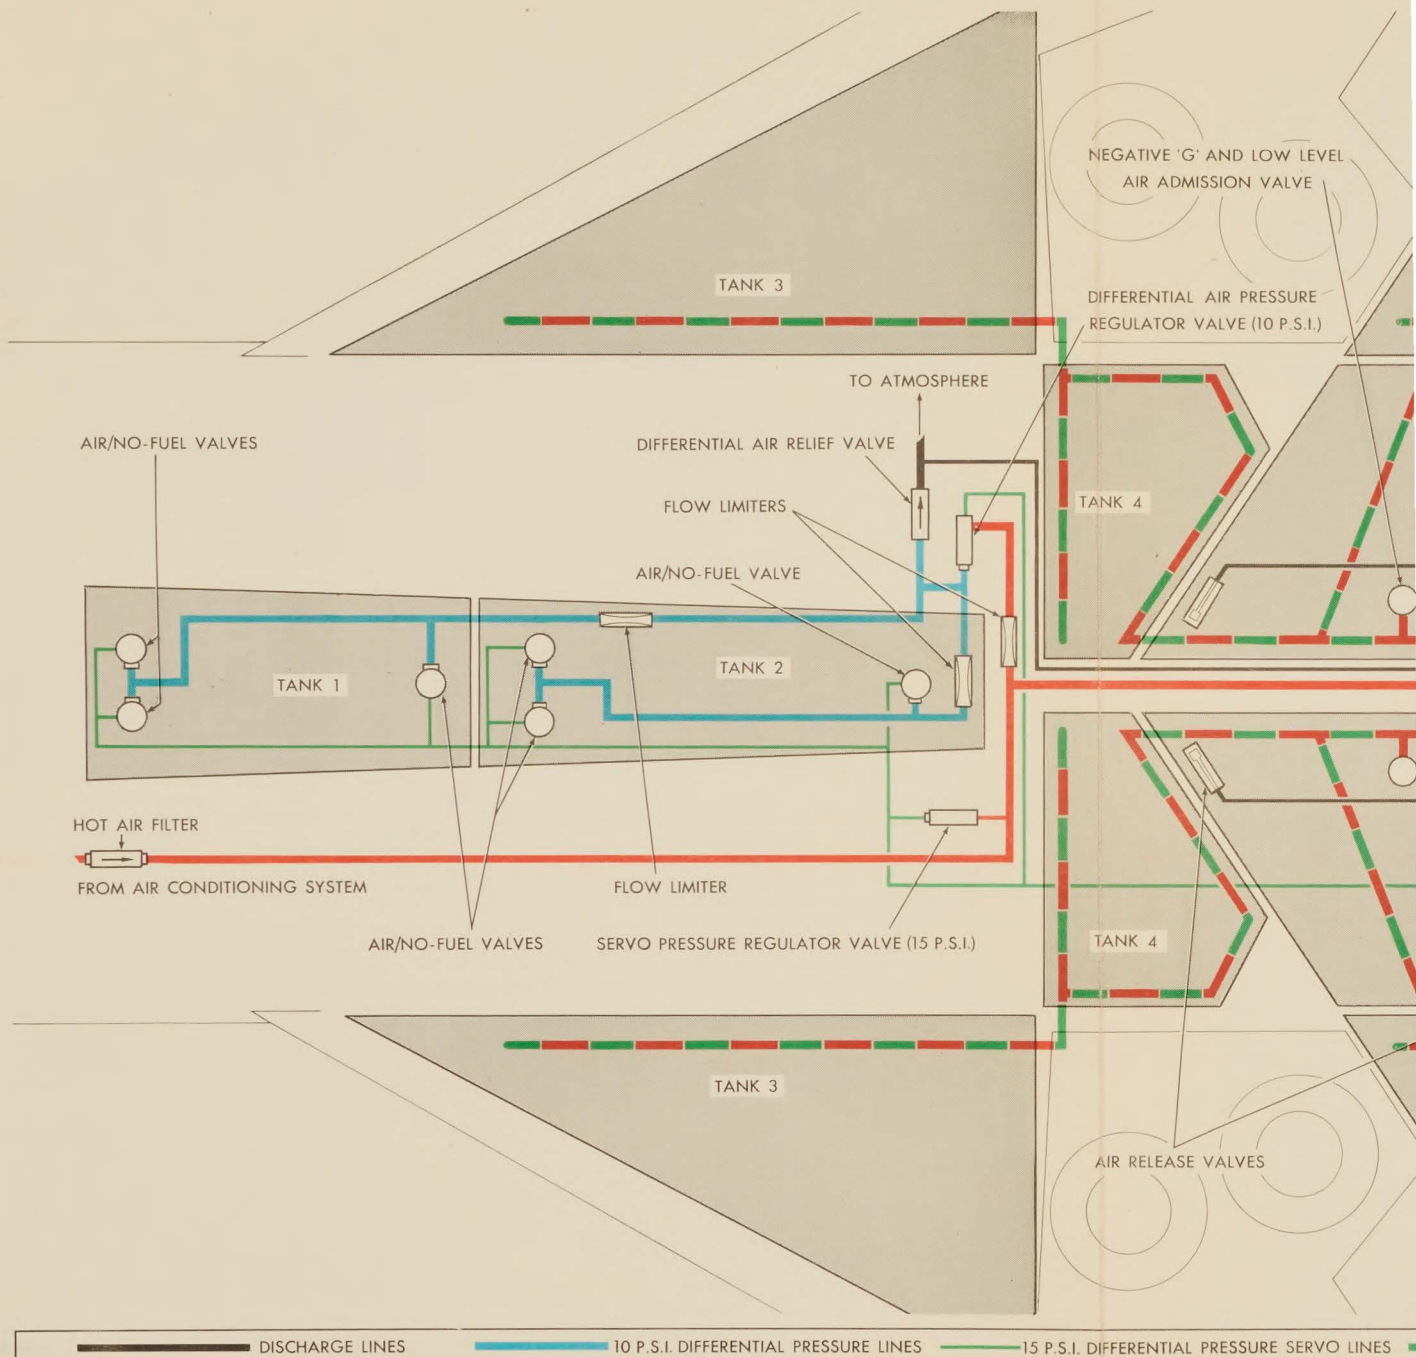 NEGATIVE 'G' AND LOW LEVEL
AIR ADMISSION VALVE
TANK 3
DIFFERENTIAL AIR PRESSURE
REGULATOR VALVE (10 P.S.I.)
TO ATMOSPHERE
AIR/NO-FUEL VALVES
DIFFERENTIAL AIR RELIEF VALVE
FLOW LIMITERS
TANK 4
AIR/NO-FUEL VALVE
TANK 1
TANK 2
HOT AIR FILTER
FROM AIR CONDITIONING SYSTEM
FLOW LIMITER
AIR/NO-FUEL VALVES
SERVO PRESSURE REGULATOR VALVE (15 P.S.I.)
TANK 4
TANK 3
AIR RELEASE VALVES
DISCHARGE LINES
10 P.S.I. DIFFERENTIAL PRESSURE LINES
15 P.S.I. DIFFERENTIAL PRESSURE SERVO LINES